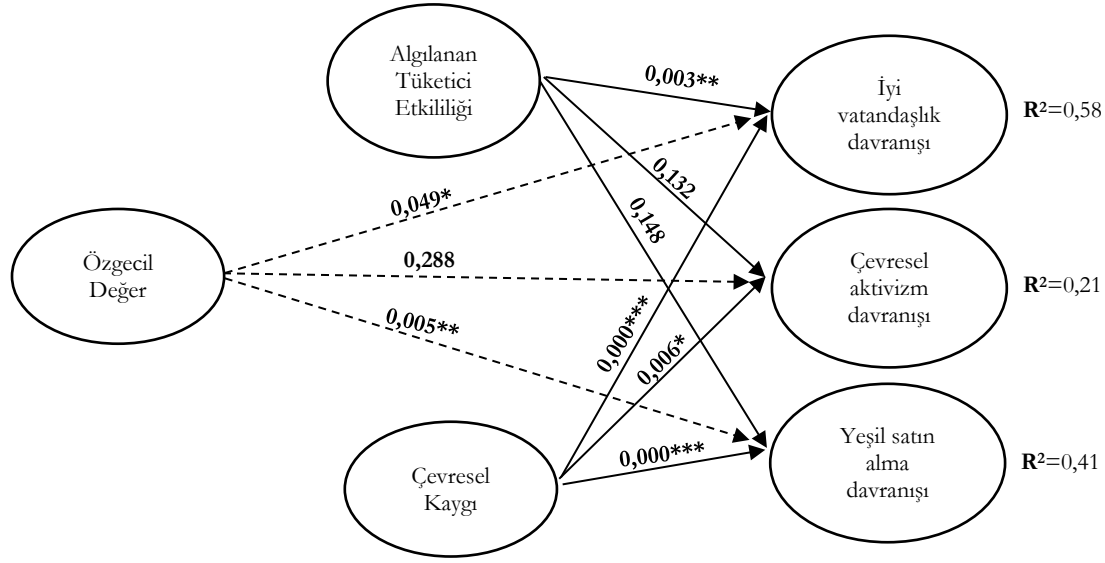 Algılanan
Tüketici
Etkililiği
0,003**
İyi
vatandaşlık
davranışı
R²=0,58
0,049*
0,132
0,148
Özgecil
Değer
0,288
Çevresel
aktivizm
davranışı
R²=0,21
0,005**
0,000***
0,006*
Çevresel
Kaygı
0,000***
Yeşil satın
alma
davranışı
R²=0,41